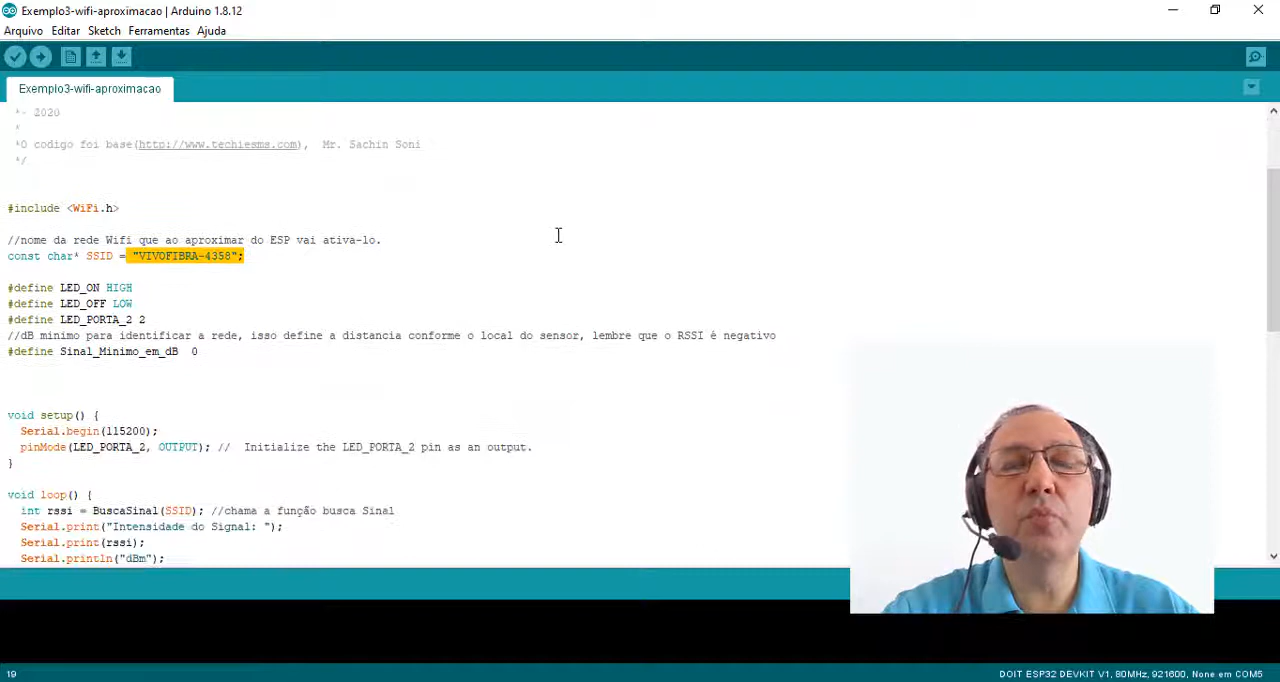 Exemplo3-wifi-aproximacao | Arduino 1.8.12
Arquivo Editar Sketch Ferramentas Ajuda
Exemplo3-wifi-aproximacao
*- 2020
*
*O codigo foi base(http://www.techiesms.com), Mr. Sachin Soni
*/
#include <WiFi.h>
//nome da rede Wifi que ao aproximar do ESP vai ativa-lo.
const char* SSID = "VIVOFIBRA-4358";
#define LED_ON HIGH
#define LED_OFF LOW
#define LED_PORTA_2 2
//dB minimo para identificar a rede, isso define a distancia conforme o local do sensor, lembre que o RSSI é negativo
#define Sinal_Minimo_em_dB 0
void setup() {
Serial.begin(115200);
pinMode(LED_PORTA_2, OUTPUT); // Initialize the LED_PORTA_2 pin as an output.
}
void loop() {
int rssi = BuscaSinal(SSID); //chama a função busca Sinal
Serial.print("Intensidade do Signal: ");
Serial.print(rssi);
Serial.println("dBm");
19
DOIT ESP32 DEVKIT V1, 80MHz, 921600, None em COM5